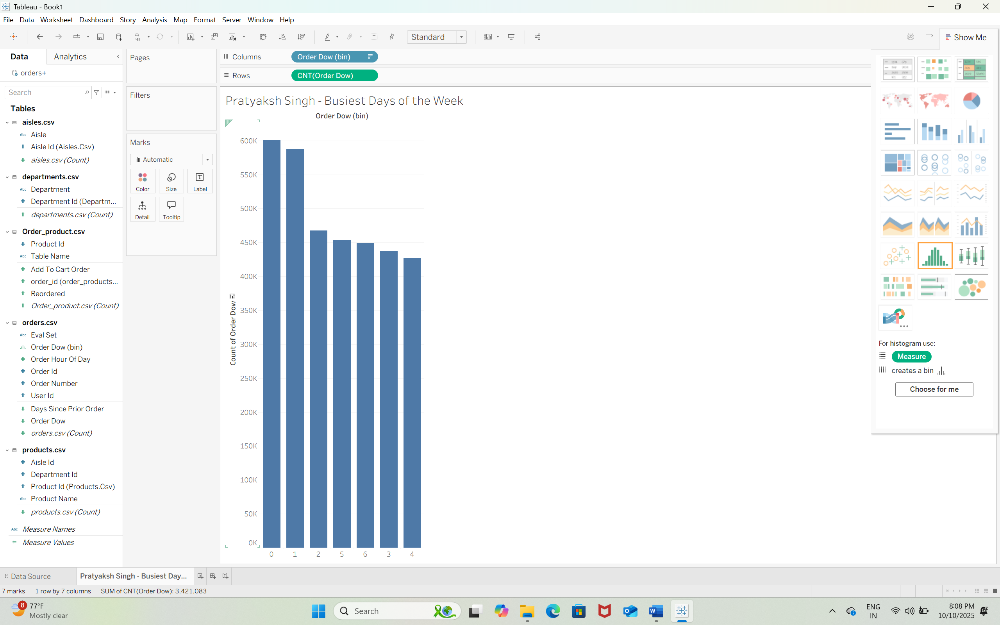 Tableau - Book1
File Data Worksheet Dashboard Story Analysis Map Format Server Window Help
Standard
Show Me
Data Analytics
orders+
Search
Tables
aisles.csv
Abc Aisle
# Aisle Id (Aisles.Csv)
# aisles.csv (Count)
departments.csv
Abc Department
# Department Id (Departm...
# departments.csv (Count)
Order_product.csv
# Product Id
Abc Table Name
# Add To Cart Order
# order_id (order_products...
# Reordered
# Order_product.csv (Count)
orders.csv
Abc Eval Set
Order Dow (bin)
# Order Hour Of Day
# Order Id
# Order Number
# User Id
# Days Since Prior Order
# Order Dow
# orders.csv (Count)
products.csv
# Aisle Id
# Department Id
# Product Id (Products.Csv)
Abc Product Name
# products.csv (Count)
Abc Measure Names
# Measure Values
Pages
Filters
Marks
Automatic
Color Size Label
Detail Tooltip
Columns Order Dow (bin)
Rows CNT(Order Dow)
Pratyaksh Singh - Busiest Days of the Week
Order Dow (bin)
600K
550K
500K
450K
400K
350K
300K
250K
200K
150K
100K
50K
0K
Count of Order Dow
0 1 2 5 6 3 4
For histogram use:
Measure
creates a bin
Choose for me
Data Source Pratyaksh Singh - Busiest Day...
7 marks 1 row by 7 columns SUM of CNT(Order Dow): 3,421,083
8
77°F
Mostly clear
Search
ENG
IN
8:08 PM
10/10/2025